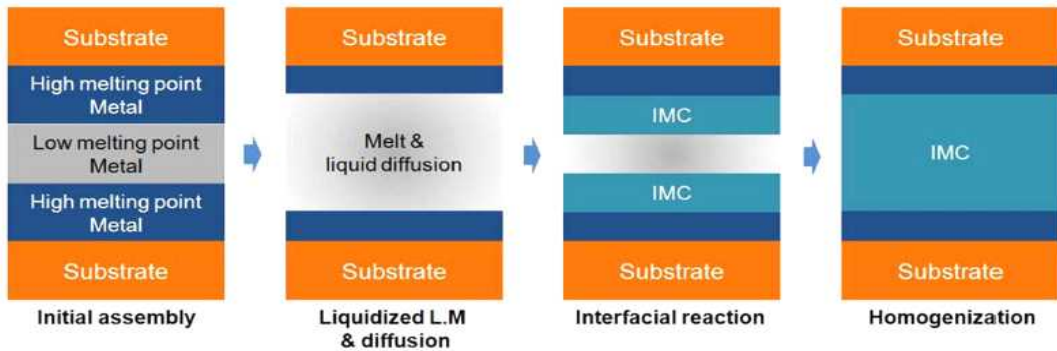 Substrate
High melting point
Metal
Low melting point
Metal
High melting point
Metal
Substrate
Initial assembly
Substrate
Melt &
liquid diffusion
Substrate
Liquidized L.M
& diffusion
Substrate
IMC
IMC
Substrate
Interfacial reaction
Substrate
IMC
Substrate
Homogenization